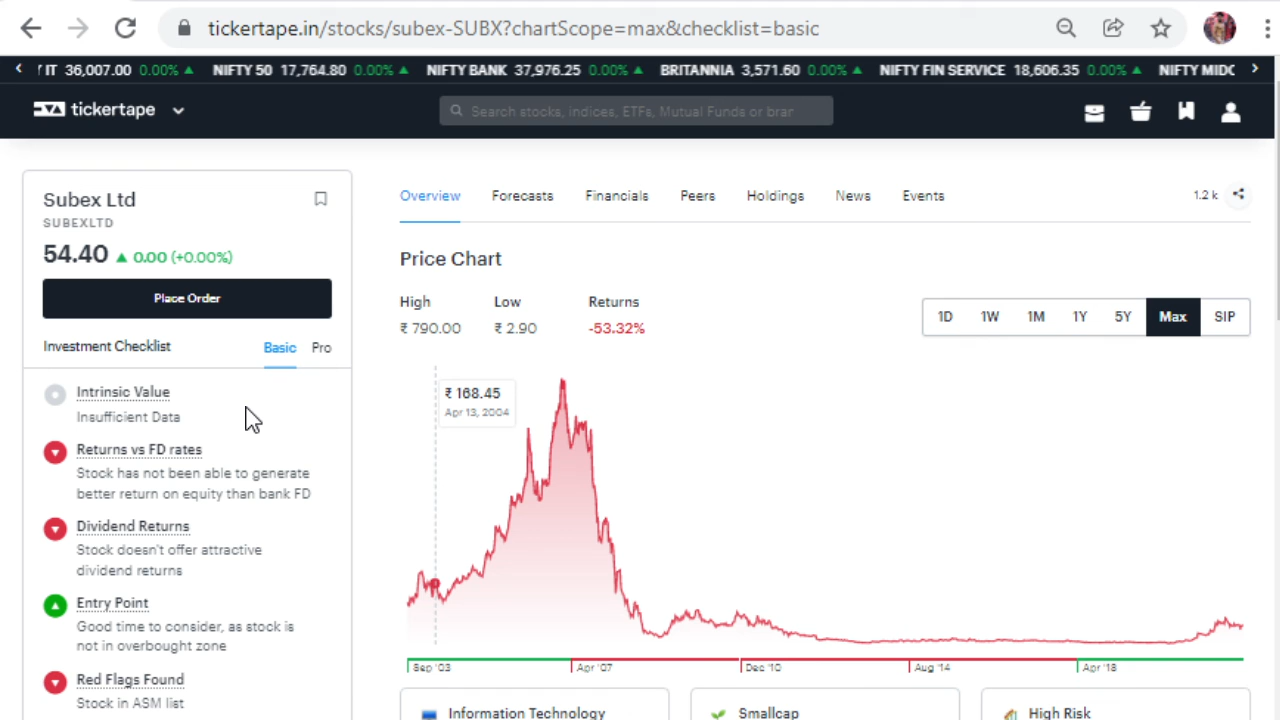 tickertape.in/stocks/subex-SUBX?chartScope=max&checklist=basic
IT 36,007.00 0.00% NIFTY 50 17,764.80 0.00% NIFTY BANK 37,976.25 0.00% BRITANNIA 3,571.60 0.00% NIFTY FIN SERVICE 18,606.35 0.00% NIFTY MIDC
tickertape
Search stocks, indices, ETFs, Mutual Funds or bran
Subex Ltd
SUBEXLTD
54.40 0.00 (+0.00%)
Place Order
Investment Checklist Basic Pro
Intrinsic Value
Insufficient Data
Returns vs FD rates
Stock has not been able to generate
better return on equity than bank FD
Dividend Returns
Stock doesn't offer attractive
dividend returns
Entry Point
Good time to consider, as stock is
not in overbought zone
Red Flags Found
Stock in ASM list
Overview Forecasts Financials Peers Holdings News Events 1.2 k
Price Chart
High Low Returns
₹ 790.00 ₹ 2.90 -53.32%
1D 1W 1M 1Y 5Y Max SIP
₹ 168.45
Apr 13, 2004
Sep '03 Apr '07 Dec '10 Aug '14 Apr '18
Information Technology Smallcap High Risk